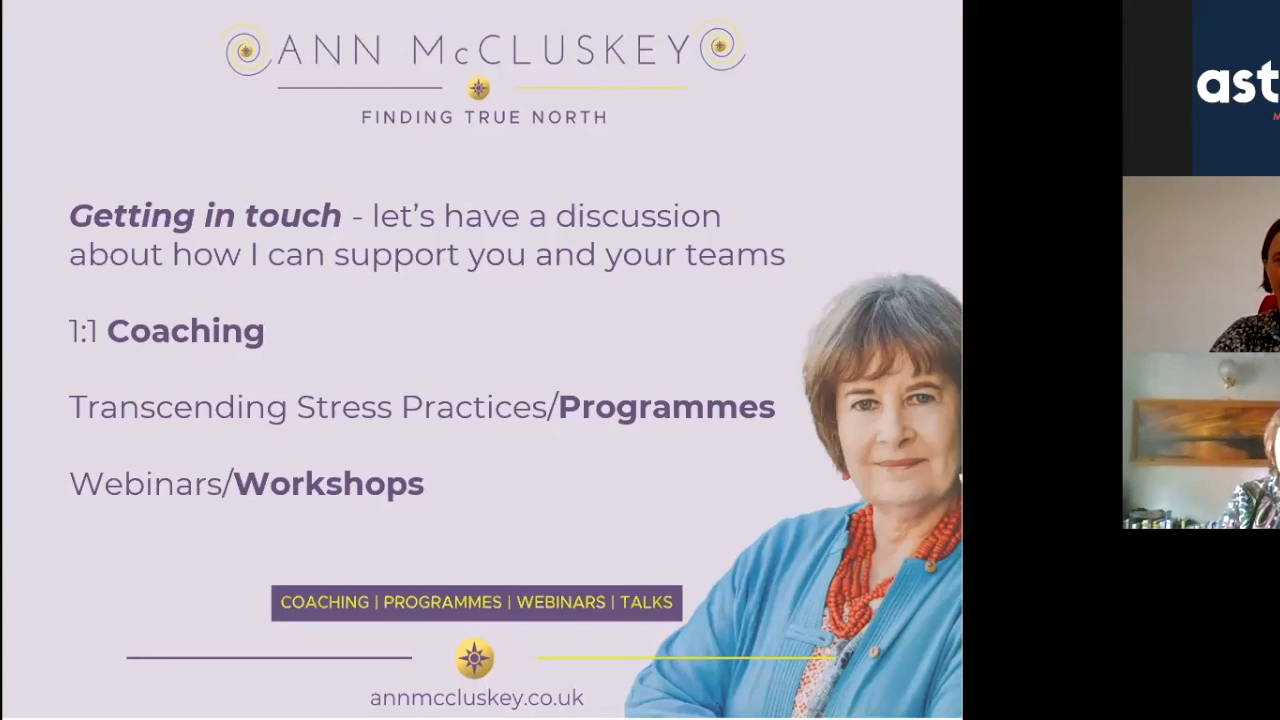 ANN McCLUSKEY
FINDING TRUE NORTH
Getting in touch - let's have a discussion
about how I can support you and your teams
1:1 Coaching
Transcending Stress Practices/Programmes
Webinars/Workshops
COACHING | PROGRAMMES | WEBINARS | TALKS
annmccluskey.co.uk